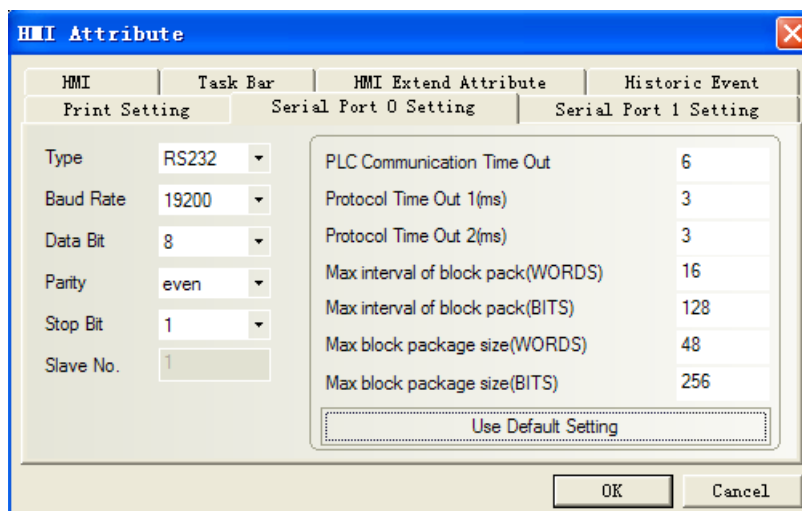 HMI Attribute
HMI Task Bar HMI Extend Attribute Historic Event
Print Setting Serial Port 0 Setting Serial Port 1 Setting
Type RS232
Baud Rate 19200
Data Bit 8
Parity even
Stop Bit 1
Slave No. 1
PLC Communication Time Out 6
Protocol Time Out 1(ms) 3
Protocol Time Out 2(ms) 3
Max interval of block pack(WORDS) 16
Max interval of block pack(BITS) 128
Max block package size(WORDS) 48
Max block package size(BITS) 256
Use Default Setting
OK Cancel